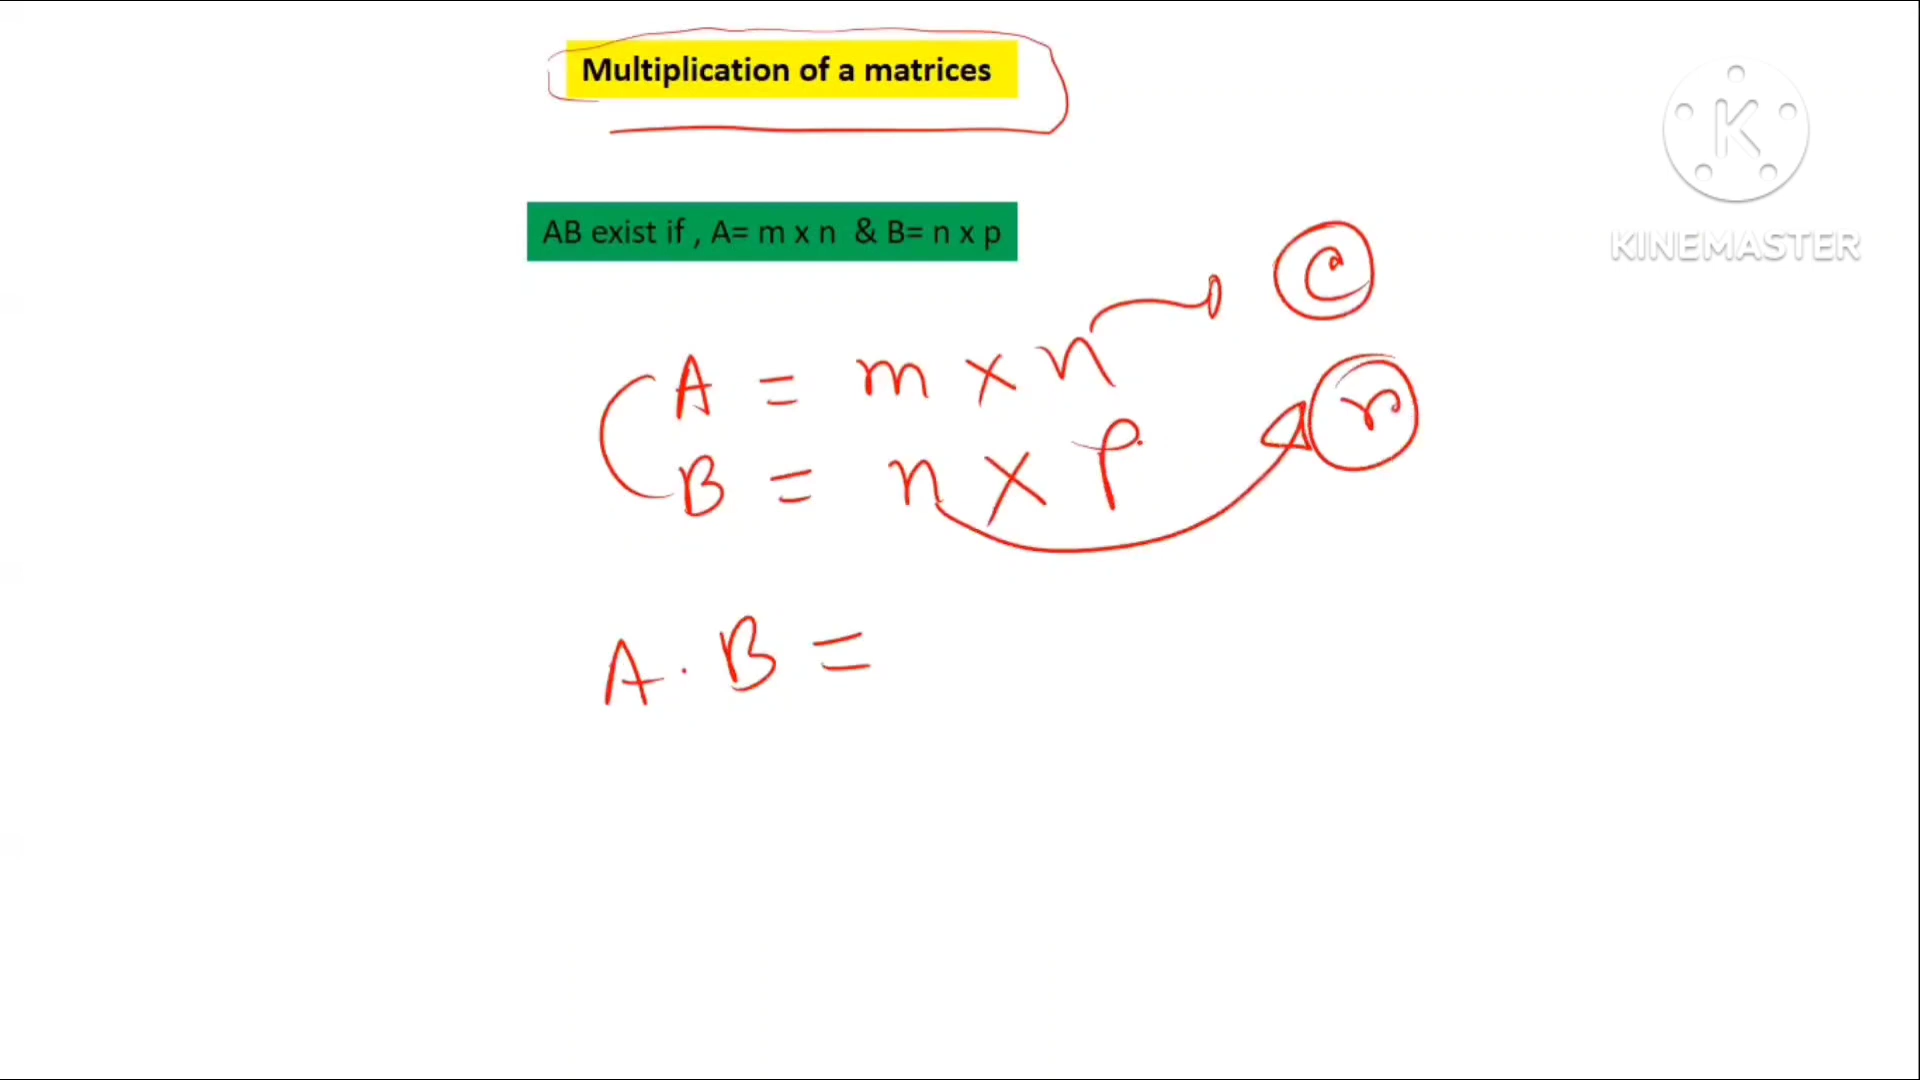 Multiplication of a matrices
K
KINEMASTER
AB exist if , A= m x n & B= n x p
C
A = m × n
r
B = n × p
A . B =